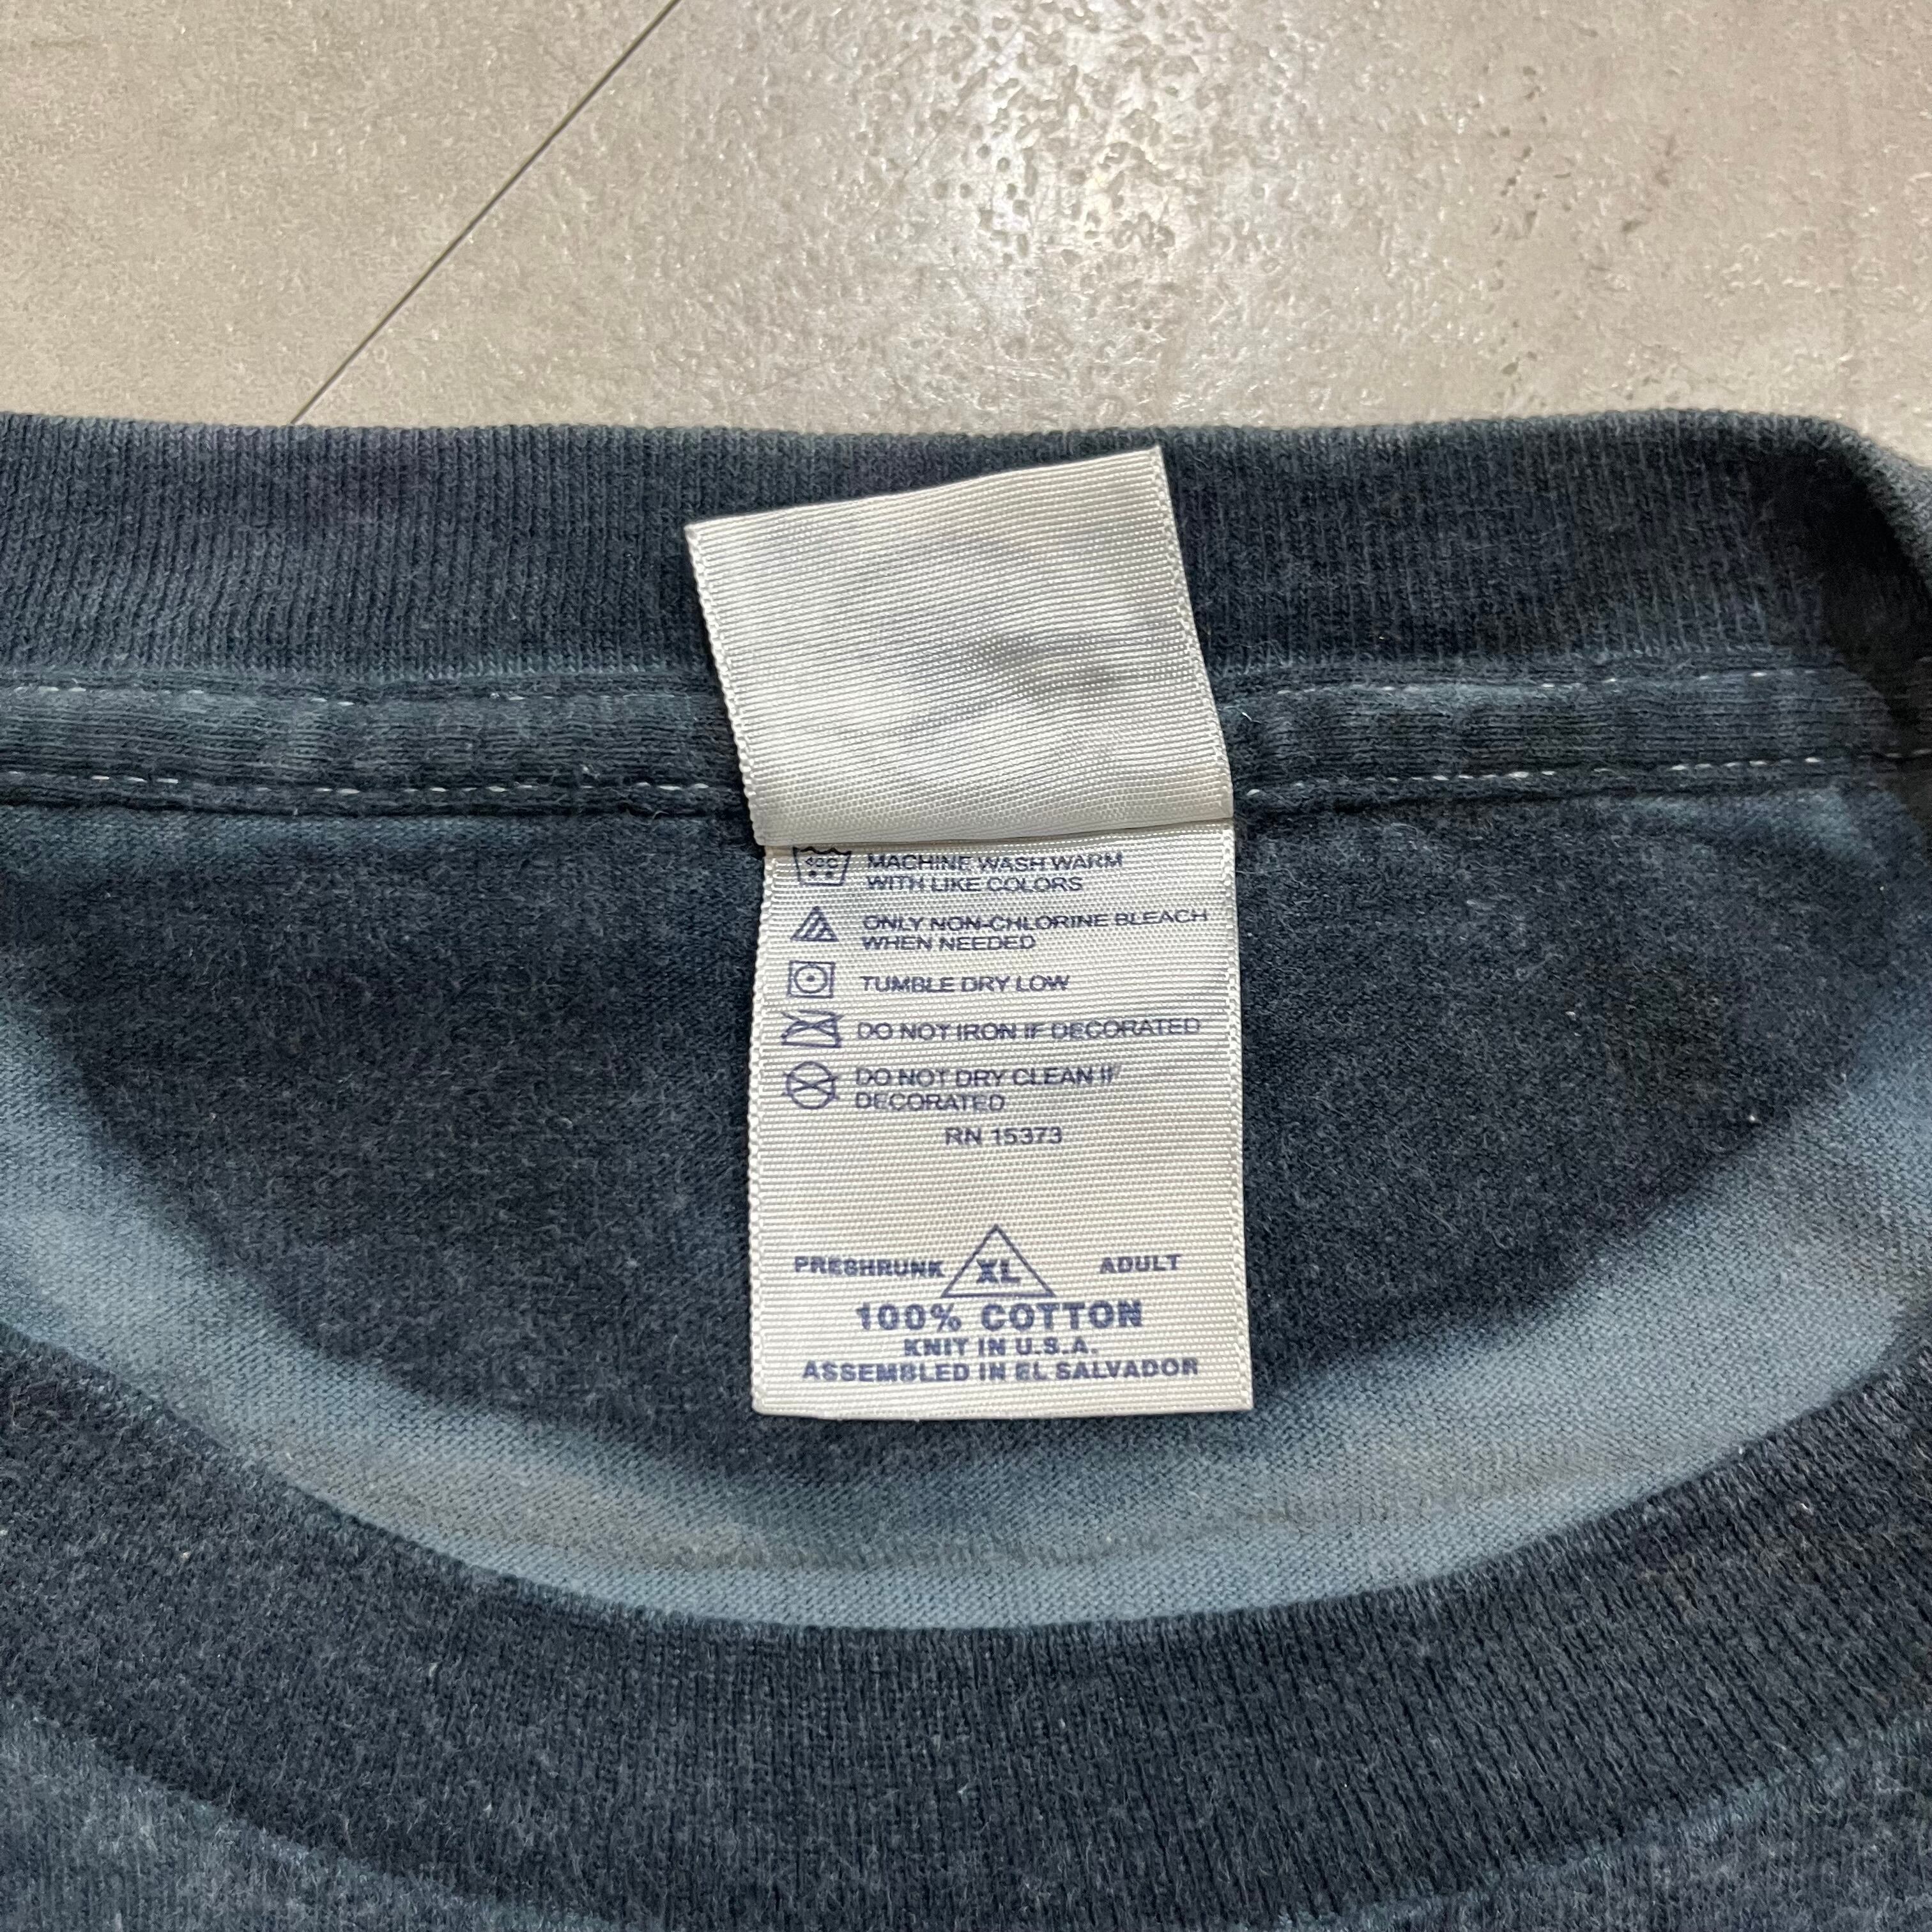 MACHINE WASH WARM
WITH LIKE COLORS
ONLY NON-CHLORINE BLEACH
WHEN NEEDED
TUMBLE DRY LOW
DO NOT IRON IF DECORATED
DO NOT DRY CLEAN IF
DECORATED
RN 15373
PRESHRUNK XL ADULT
100% COTTON
KNIT IN U.S.A.
ASSEMBLED IN EL SALVADOR